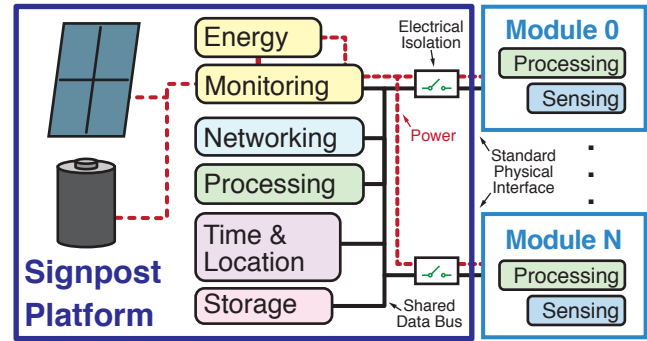 Energy
Monitoring
Networking
Processing
Time &
Location
Storage
Signpost
Platform
Electrical
Isolation
Power
Shared
Data Bus
Standard
Physical
Interface
Module 0
Processing
Sensing
Module N
Processing
Sensing